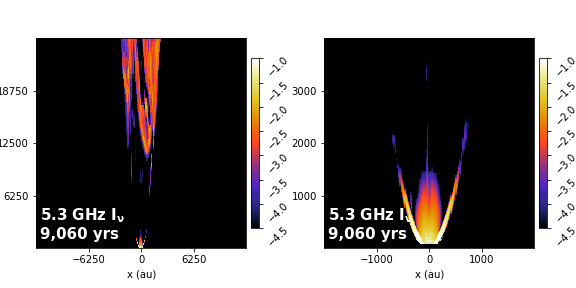 18750
12500
6250
−6250 0 6250
x (au)
−1.0
−1.5
−2.0
−2.5
−3.0
−3.5
−4.0
−4.5
5.3 GHz Iν
9,060 yrs
3000
2000
1000
−1000 0 1000
x (au)
−1.0
−1.5
−2.0
−2.5
−3.0
−3.5
−4.0
−4.5
5.3 GHz Iν
9,060 yrs